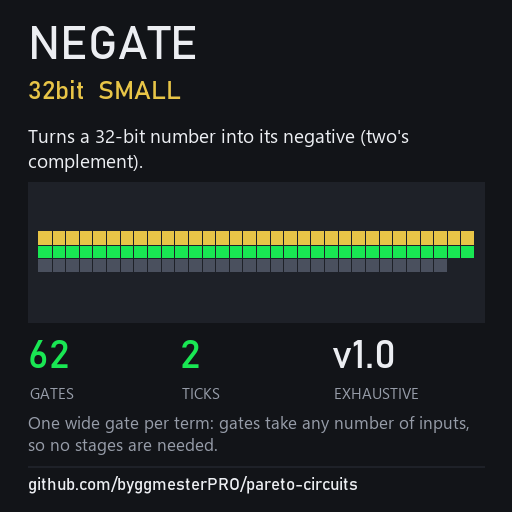 NEGATE
32bit SMALL
Turns a 32-bit number into its negative (two's
complement).
62 2 v1.0
GATES TICKS EXHAUSTIVE
One wide gate per term: gates take any number of inputs,
so no stages are needed.
github.com/byggmesterPRO/pareto-circuits